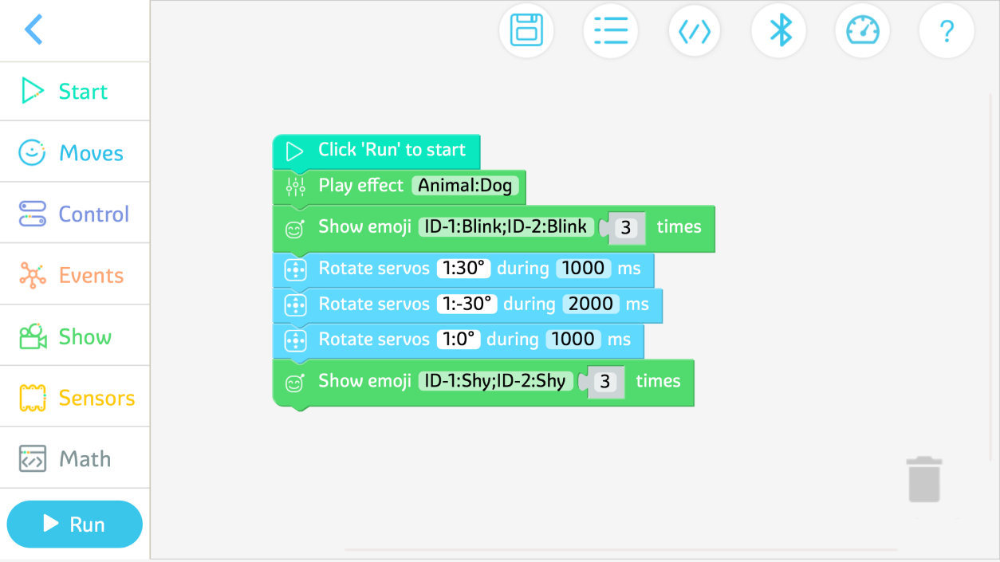 Start
Moves
Control
Events
Show
Sensors
Math
Run
?
Click 'Run' to start
Play effect Animal:Dog
Show emoji ID-1:Blink;ID-2:Blink 3 times
Rotate servos 1:30° during 1000 ms
Rotate servos 1:-30° during 2000 ms
Rotate servos 1:0° during 1000 ms
Show emoji ID-1:Shy;ID-2:Shy 3 times